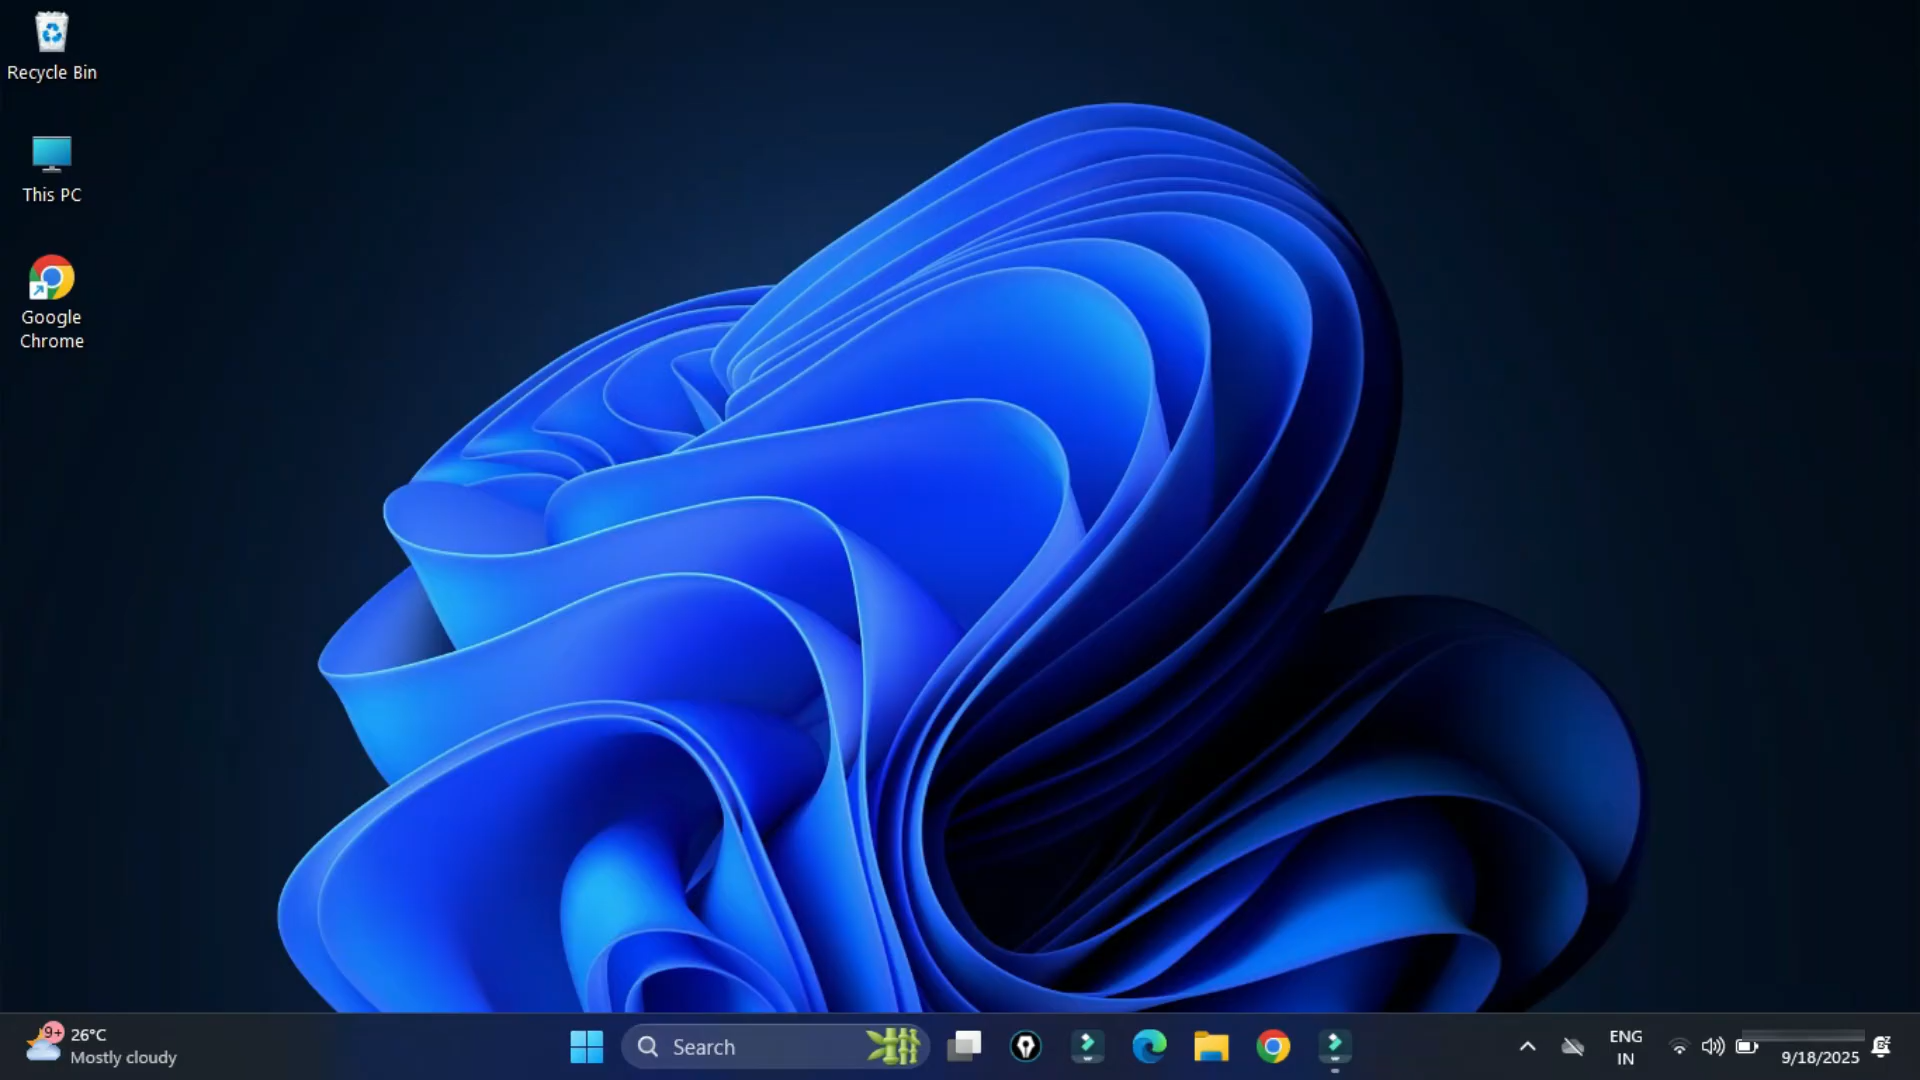 Recycle Bin
This PC
Google
Chrome
9+
26°C
Mostly cloudy
Search
ENG
IN
9/18/2025